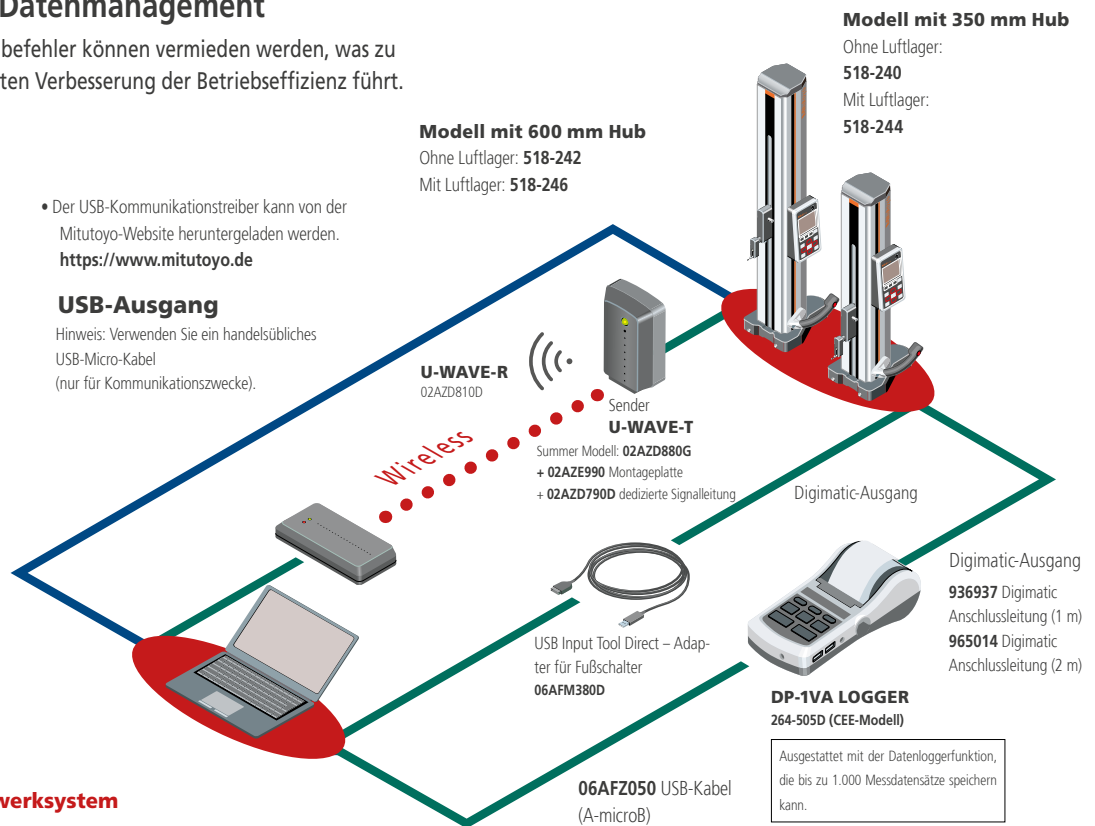 Datenmanagement
befehler können vermieden werden, was zu
ten Verbesserung der Betriebseffizienz führt.
Modell mit 350 mm Hub
Ohne Luftlager:
518-240
Mit Luftlager:
518-244
Modell mit 600 mm Hub
Ohne Luftlager: 518-242
Mit Luftlager: 518-246
• Der USB-Kommunikationstreiber kann von der
Mitutoyo-Website heruntergeladen werden.
https://www.mitutoyo.de
USB-Ausgang
Hinweis: Verwenden Sie ein handelsübliches
USB-Micro-Kabel
(nur für Kommunikationszwecke).
U-WAVE-R
02AZD810D
Wireless
Sender
U-WAVE-T
Summer Modell: 02AZD880G
+ 02AZE990 Montageplatte
+ 02AZD790D dedizierte Signalleitung
Digimatic-Ausgang
USB Input Tool Direct – Adap-
ter für Fußschalter
06AFM380D
Digimatic-Ausgang
936937 Digimatic
Anschlussleitung (1 m)
965014 Digimatic
Anschlussleitung (2 m)
DP-1VA LOGGER
264-505D (CEE-Modell)
Ausgestattet mit der Datenloggerfunktion,
die bis zu 1.000 Messdatensätze speichern
kann.
06AFZ050 USB-Kabel
(A-microB)
werksystem